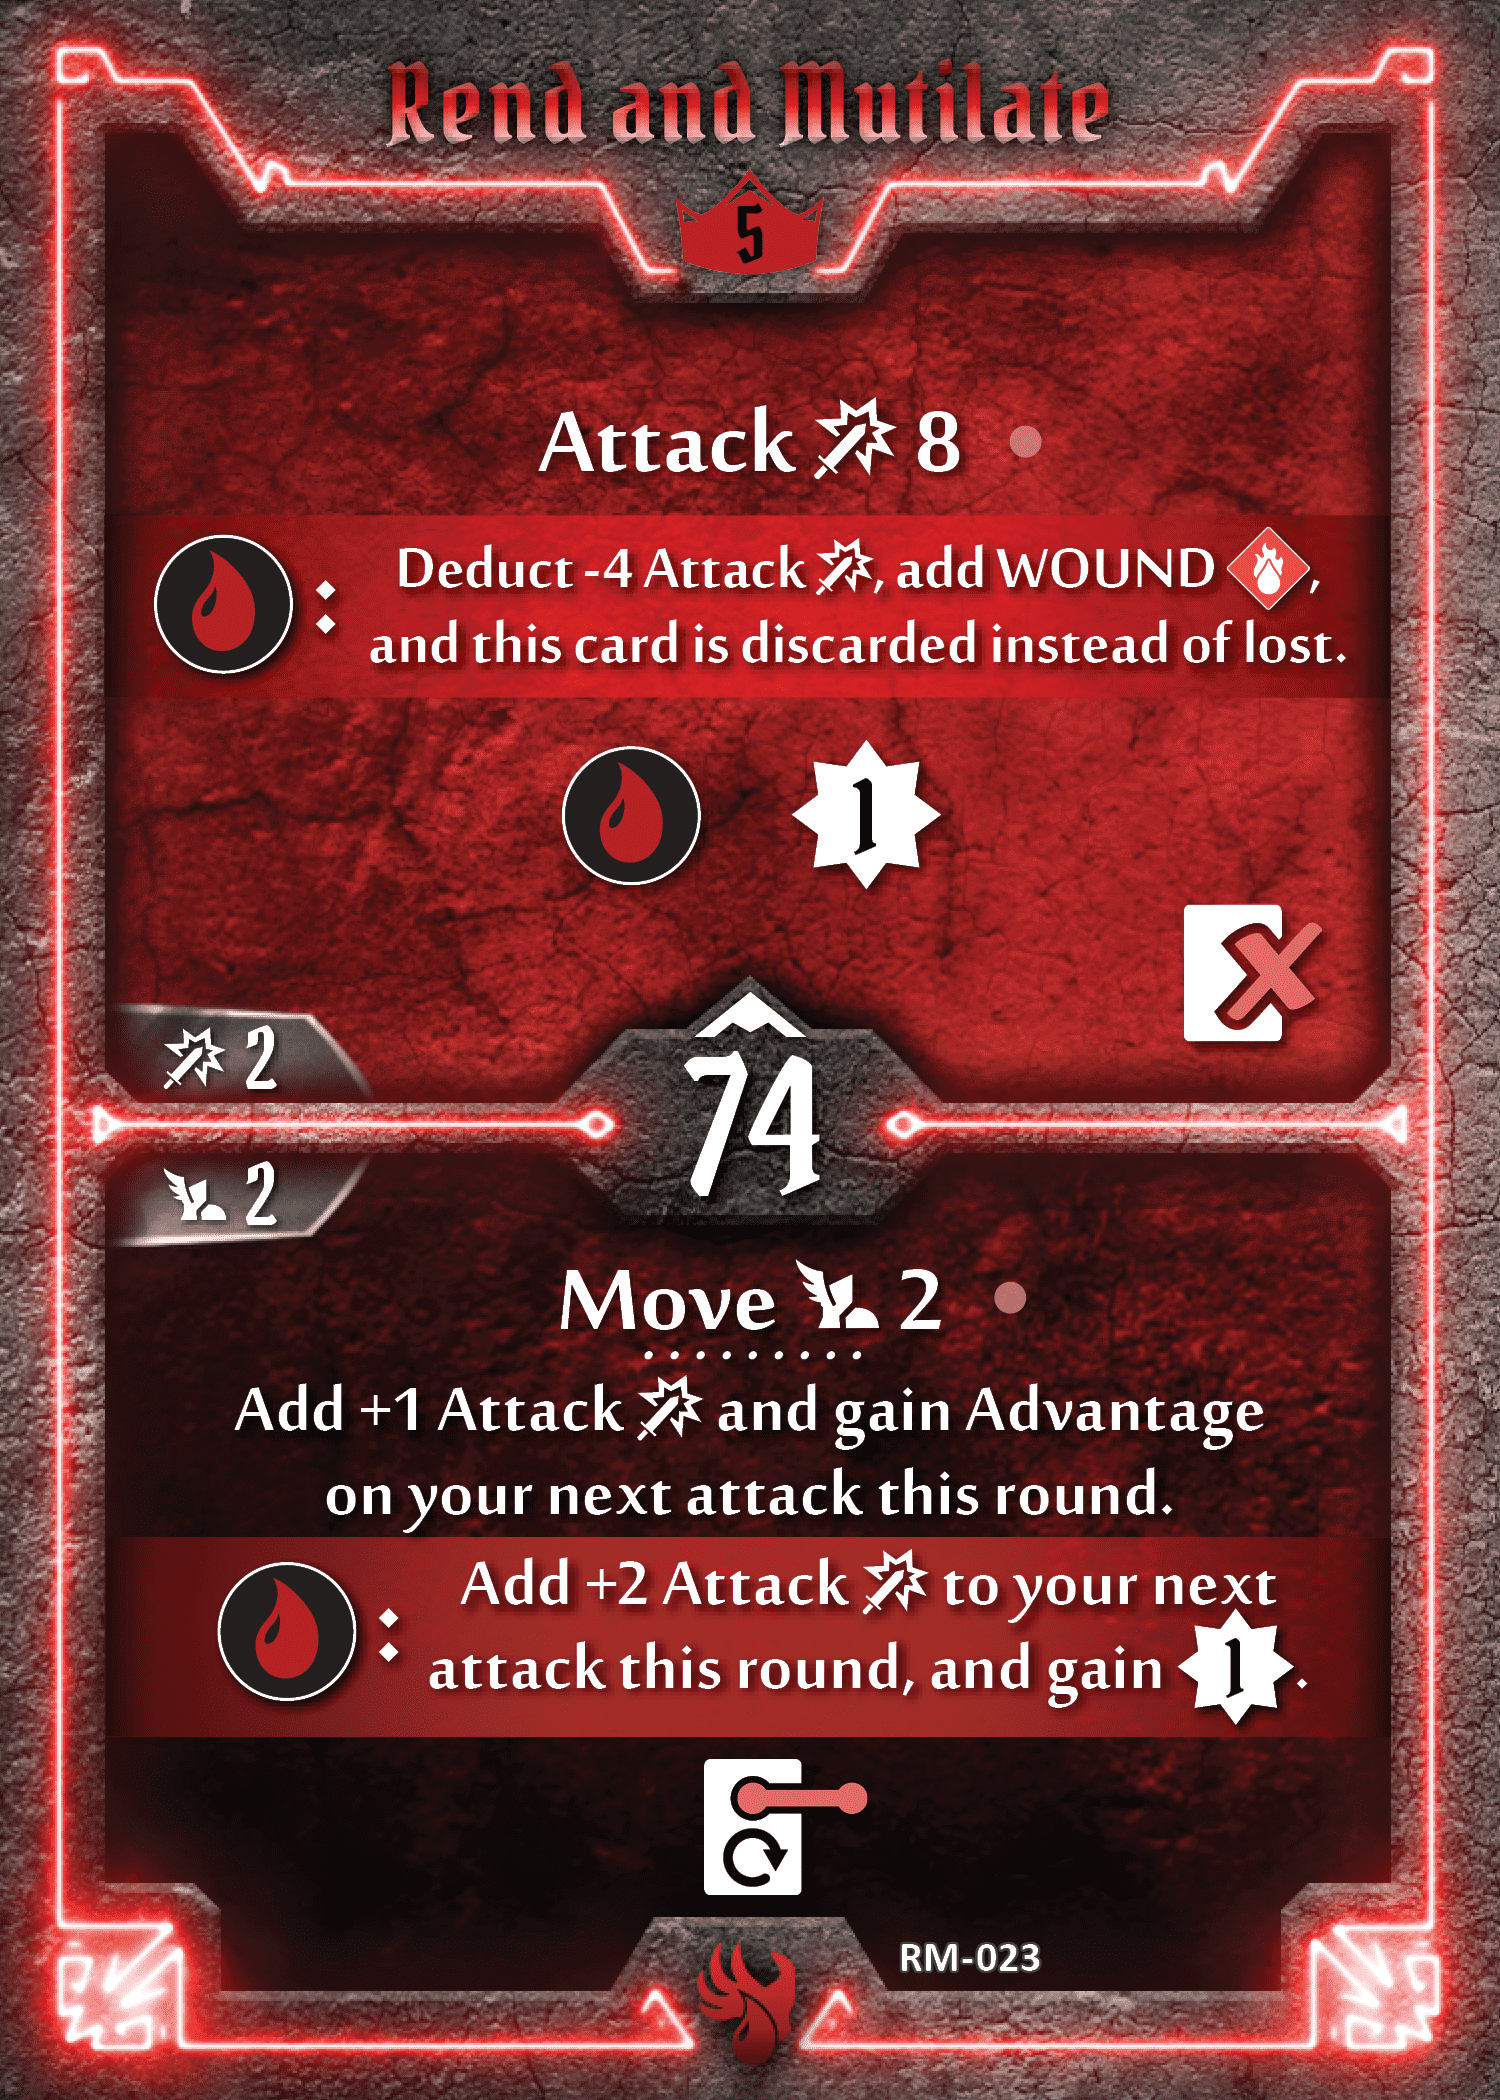 Rend and Mutilate
5
Attack 8
Deduct -4 Attack , add WOUND ,
and this card is discarded instead of lost.
1
2
74
2
Move 2
Add +1 Attack and gain Advantage
on your next attack this round.
Add +2 Attack to your next
attack this round, and gain 1.
RM-023